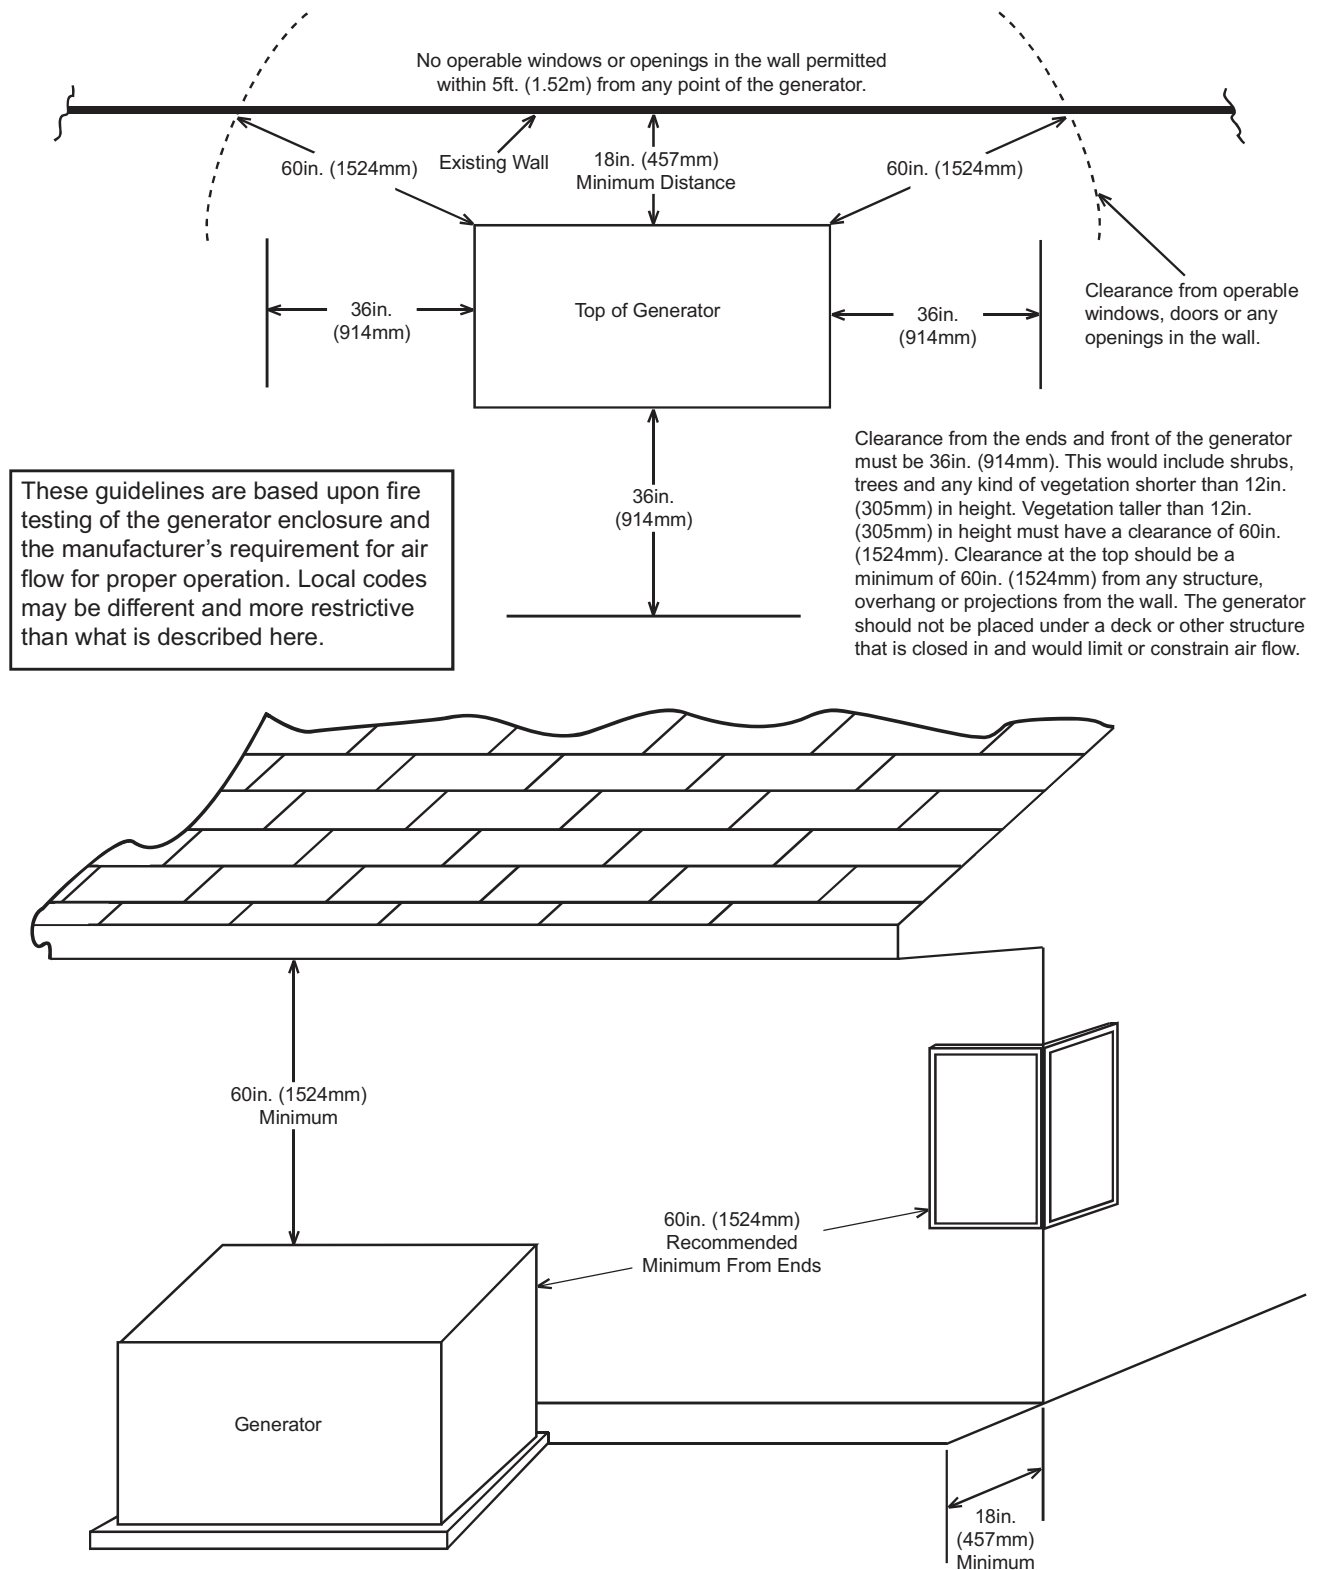 No operable windows or openings in the wall permitted
within 5ft. (1.52m) from any point of the generator.
60in. (1524mm)
Existing Wall
18in. (457mm)
Minimum Distance
60in. (1524mm)
36in.
(914mm)
Top of Generator
36in.
(914mm)
Clearance from operable
windows, doors or any
openings in the wall.
36in.
(914mm)
Clearance from the ends and front of the generator
must be 36in. (914mm). This would include shrubs,
trees and any kind of vegetation shorter than 12in.
(305mm) in height. Vegetation taller than 12in.
(305mm) in height must have a clearance of 60in.
(1524mm). Clearance at the top should be a
minimum of 60in. (1524mm) from any structure,
overhang or projections from the wall. The generator
should not be placed under a deck or other structure
that is closed in and would limit or constrain air flow.
These guidelines are based upon fire
testing of the generator enclosure and
the manufacturer's requirement for air
flow for proper operation. Local codes
may be different and more restrictive
than what is described here.
60in. (1524mm)
Minimum
60in. (1524mm)
Recommended
Minimum From Ends
Generator
18in.
(457mm)
Minimum